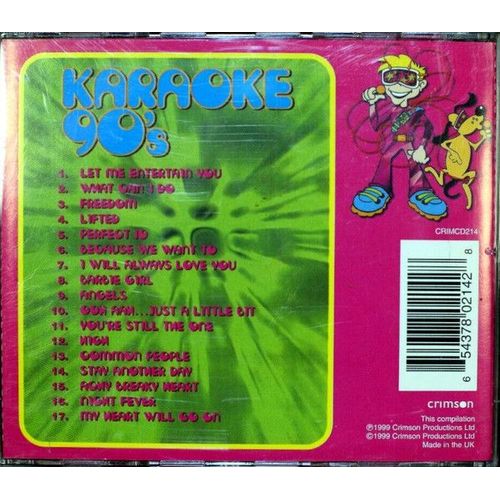 KARAOKE
90's
1. LET ME ENTERTAIN YOU
2. WHAT CAN I DO
3. FREEDOM
4. LIFTED
5. PERFECT 10
6. BECAUSE WE WANT TO
7. I WILL ALWAYS LOVE YOU
8. BARBIE GIRL
9. ANGELS
10. OOH AAH...JUST A LITTLE BIT
11. YOU'RE STILL THE ONE
12. HIGH
13. COMMON PEOPLE
14. STAY ANOTHER DAY
15. ACHY BREAKY HEART
16. NIGHT FEVER
17. MY HEART WILL GO ON
CRIMCD214
6 54378 02142 8
crimson
This compilation
℗1999 Crimson Productions Ltd
©1999 Crimson Productions Ltd
Made in the UK